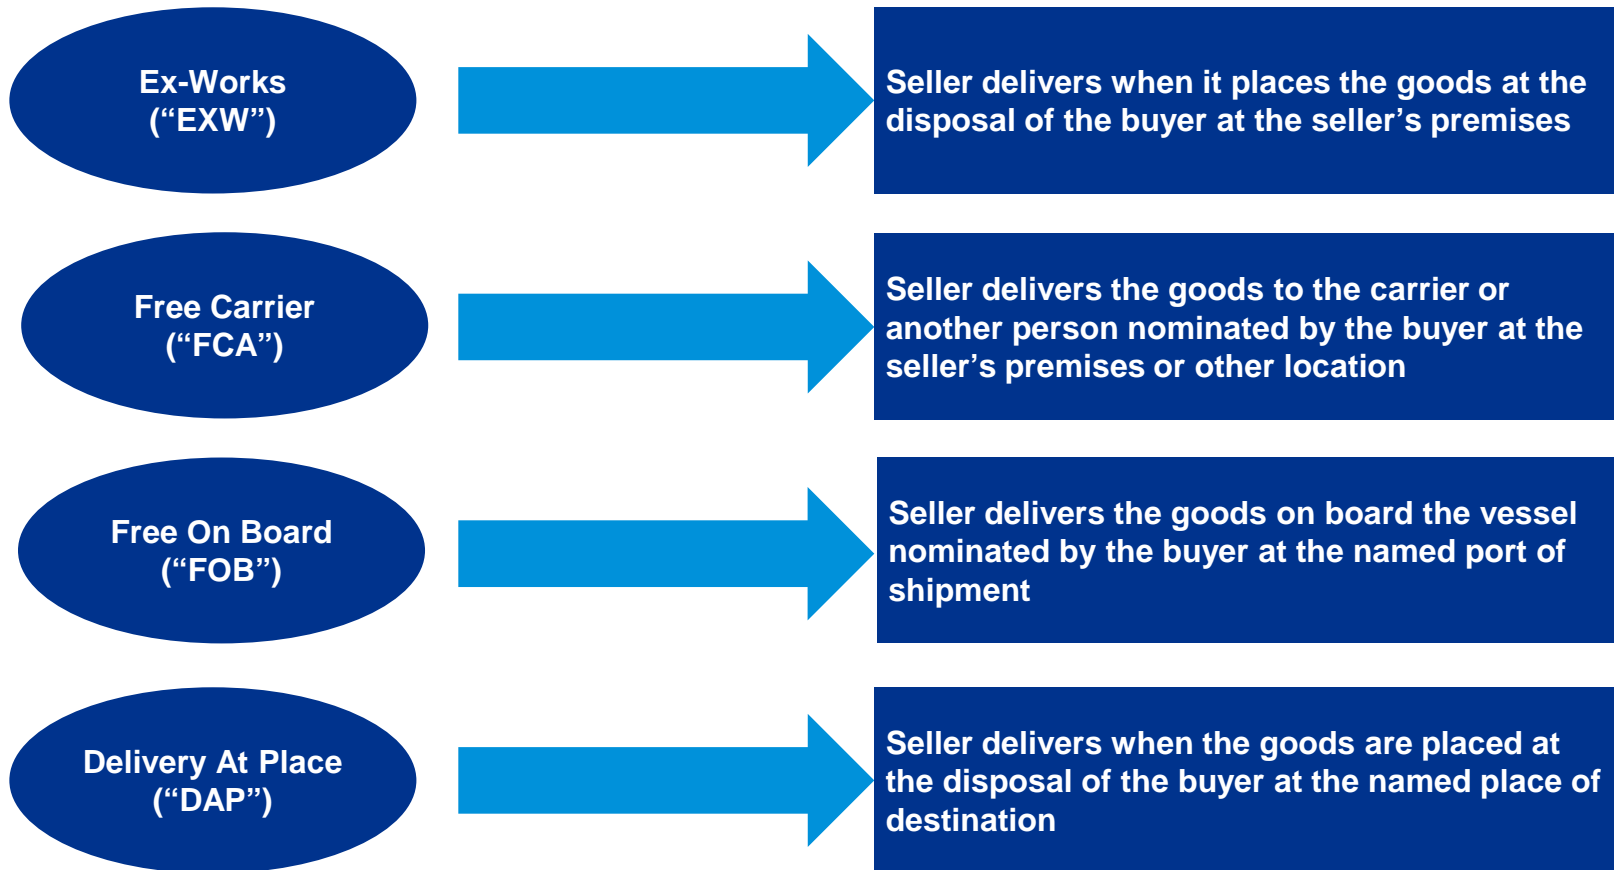 Ex-Works
(“EXW”)
Seller delivers when it places the goods at the
disposal of the buyer at the seller’s premises
Free Carrier
(“FCA”)
Seller delivers the goods to the carrier or
another person nominated by the buyer at the
seller’s premises or other location
Free On Board
(“FOB”)
Seller delivers the goods on board the vessel
nominated by the buyer at the named port of
shipment
Delivery At Place
(“DAP”)
Seller delivers when the goods are placed at
the disposal of the buyer at the named place of
destination